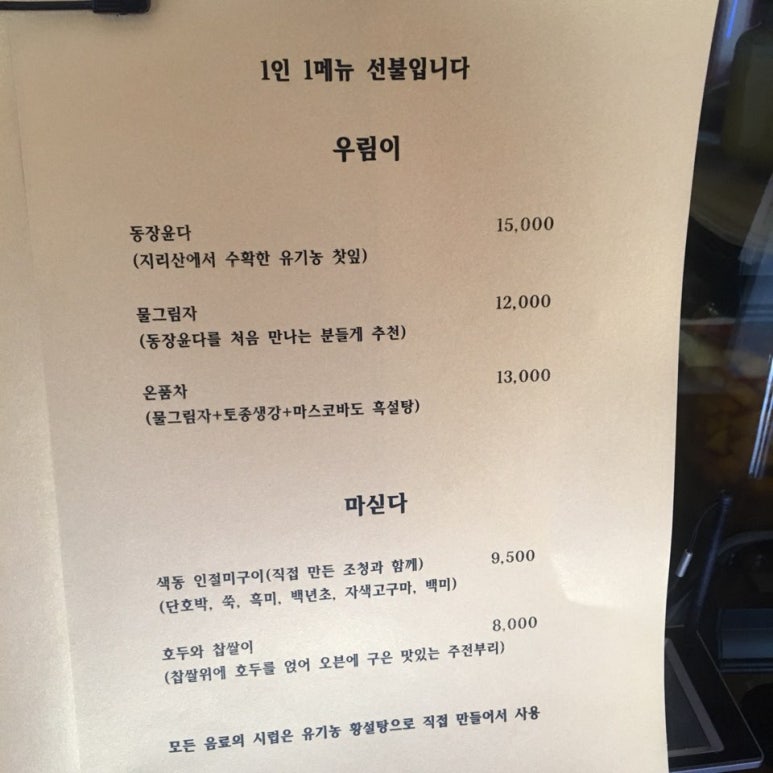 1인 1메뉴 선불입니다
우림이
동장윤다 15,000
(지리산에서 수확한 유기농 찻잎)
물그림자 12,000
(동장윤다를 처음 만나는 분들게 추천)
온품차 13,000
(물그림자+토종생강+마스코바도 흑설탕)
마싣다
색동 인절미구이(직접 만든 조청과 함께) 9,500
(단호박, 쑥, 흑미, 백년초, 자색고구마, 백미)
호두와 찹쌀이 8,000
(찹쌀위에 호두를 얹어 오븐에 구은 맛있는 주전부리)
모든 음료의 시럽은 유기농 황설탕으로 직접 만들어서 사용